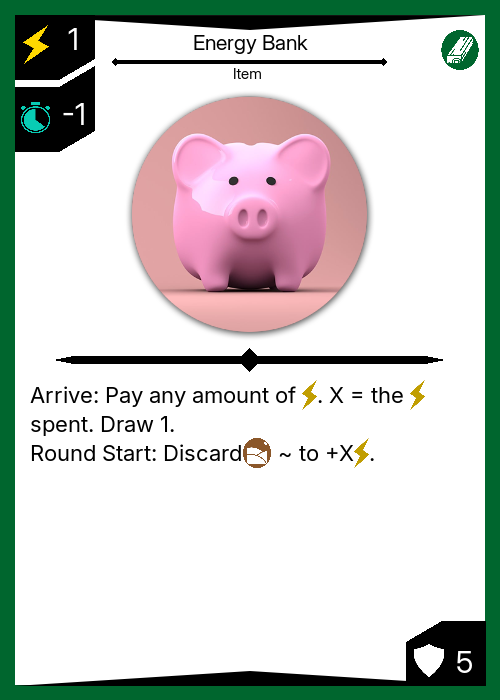 1
Energy Bank
Item
-1
Arrive: Pay any amount of . X = the
spent. Draw 1.
Round Start: Discard ~ to +X.
5